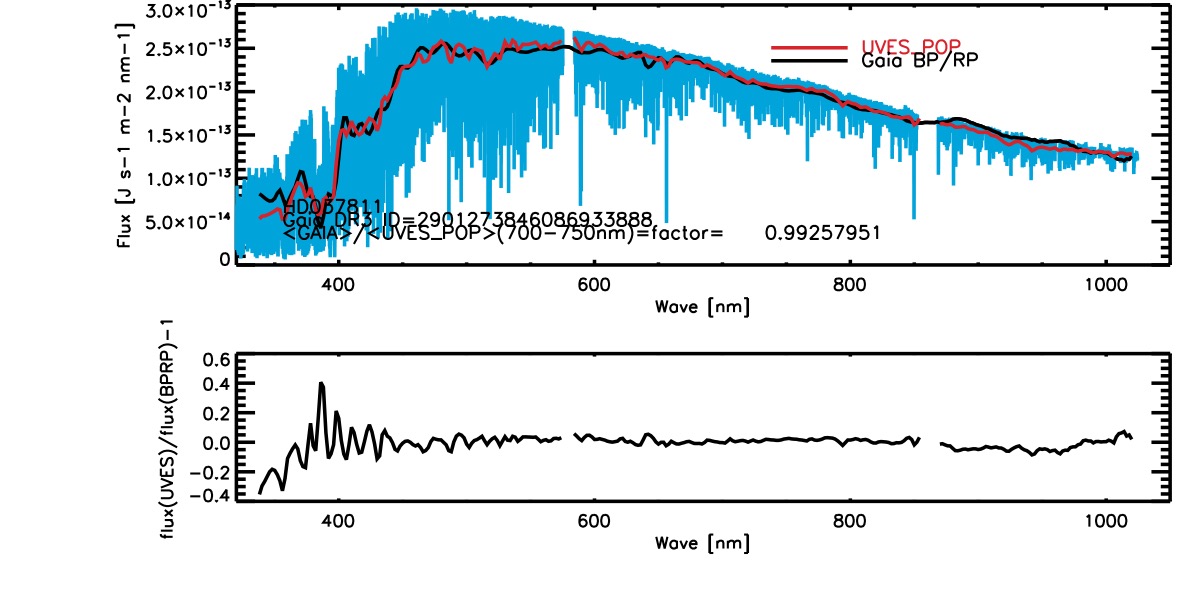 3.0×10⁻¹³
2.5×10⁻¹³
2.0×10⁻¹³
1.5×10⁻¹³
1.0×10⁻¹³
5.0×10⁻¹⁴
0
Flux [J s−1 m−2 nm−1]
UVES_POP
Gaia BP/RP
HD037811
Gaia DR3 ID=2901273846086933888
<GAIA>/<UVES_POP>(700−750nm)=factor= 0.99257951
400 600 800 1000
Wave [nm]
0.6
0.4
0.2
0.0
−0.2
−0.4
flux(UVES)/flux(BPRP)−1
400 600 800 1000
Wave [nm]